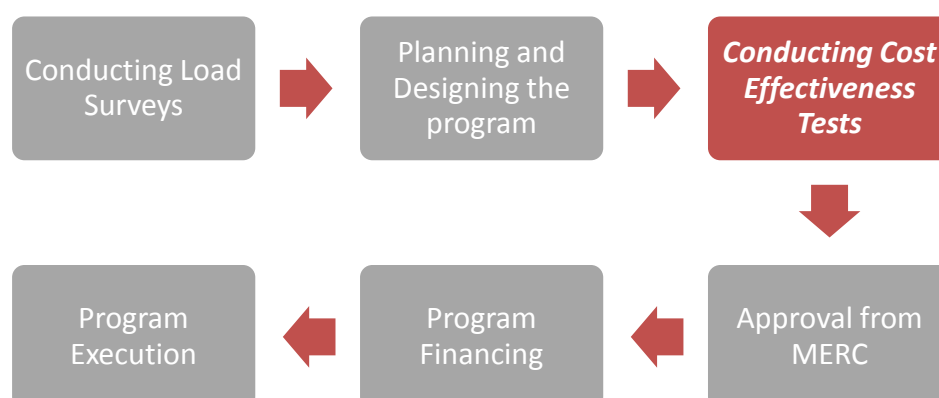 Conducting Load
Surveys
Planning and
Designing the
program
Conducting Cost
Effectiveness
Tests
Approval from
MERC
Program
Financing
Program
Execution